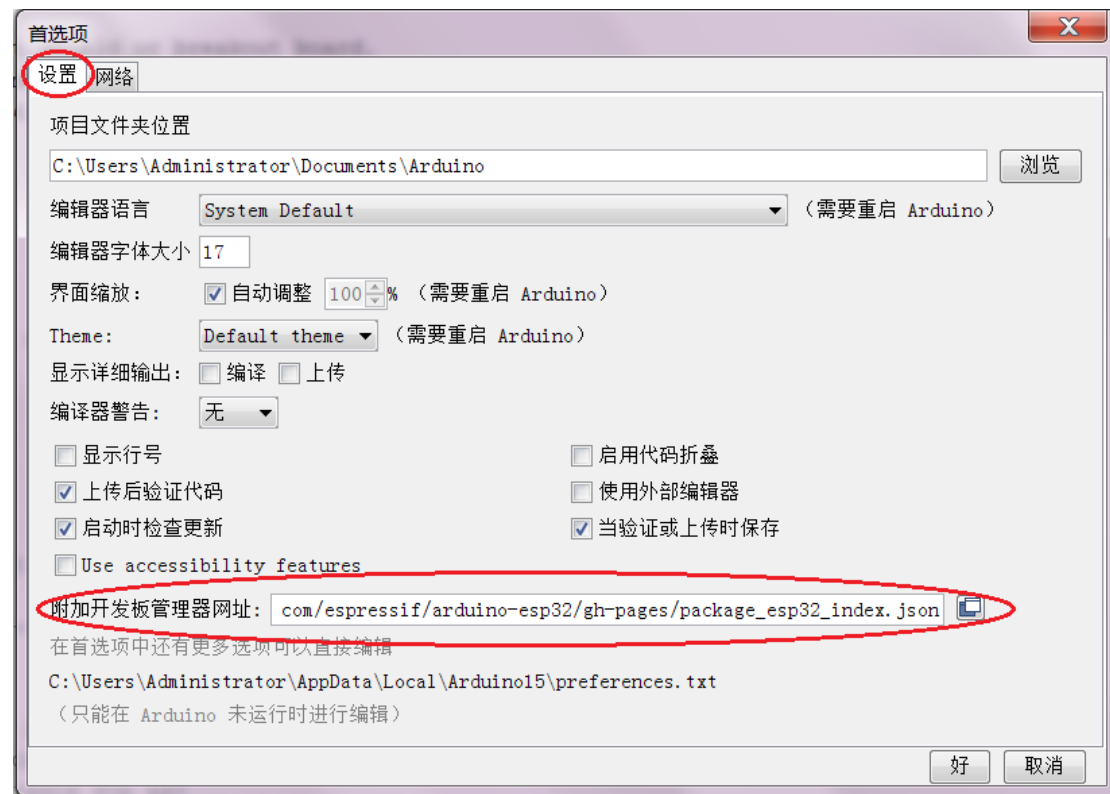 首选项
设置 网络
项目文件夹位置
C:\Users\Administrator\Documents\Arduino 浏览
编辑器语言 System Default （需要重启 Arduino）
编辑器字体大小 17
界面缩放： 自动调整 100 % （需要重启 Arduino）
Theme: Default theme （需要重启 Arduino）
显示详细输出： 编译 上传
编译器警告: 无
显示行号 启用代码折叠
上传后验证代码 使用外部编辑器
启动时检查更新 当验证或上传时保存
Use accessibility features
附加开发板管理器网址: com/espressif/arduino-esp32/gh-pages/package_esp32_index.json
在首选项中还有更多选项可以直接编辑
C:\Users\Administrator\AppData\Local\Arduino15\preferences.txt
（只能在 Arduino 未运行时进行编辑）
好 取消